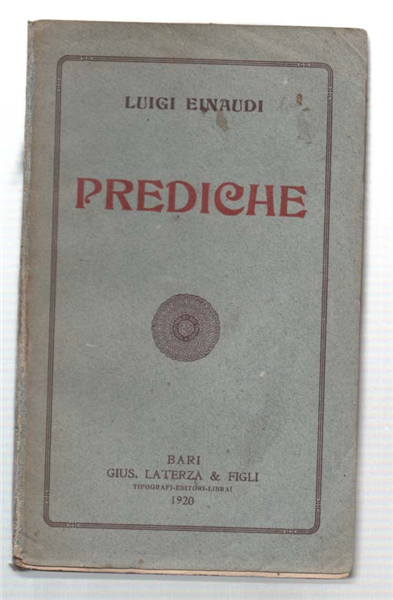 LUIGI EINAUDI
PREDICHE
BARI
GIUS. LATERZA & FIGLI
TIPOGRAFI-EDITORI-LIBRAI
1920